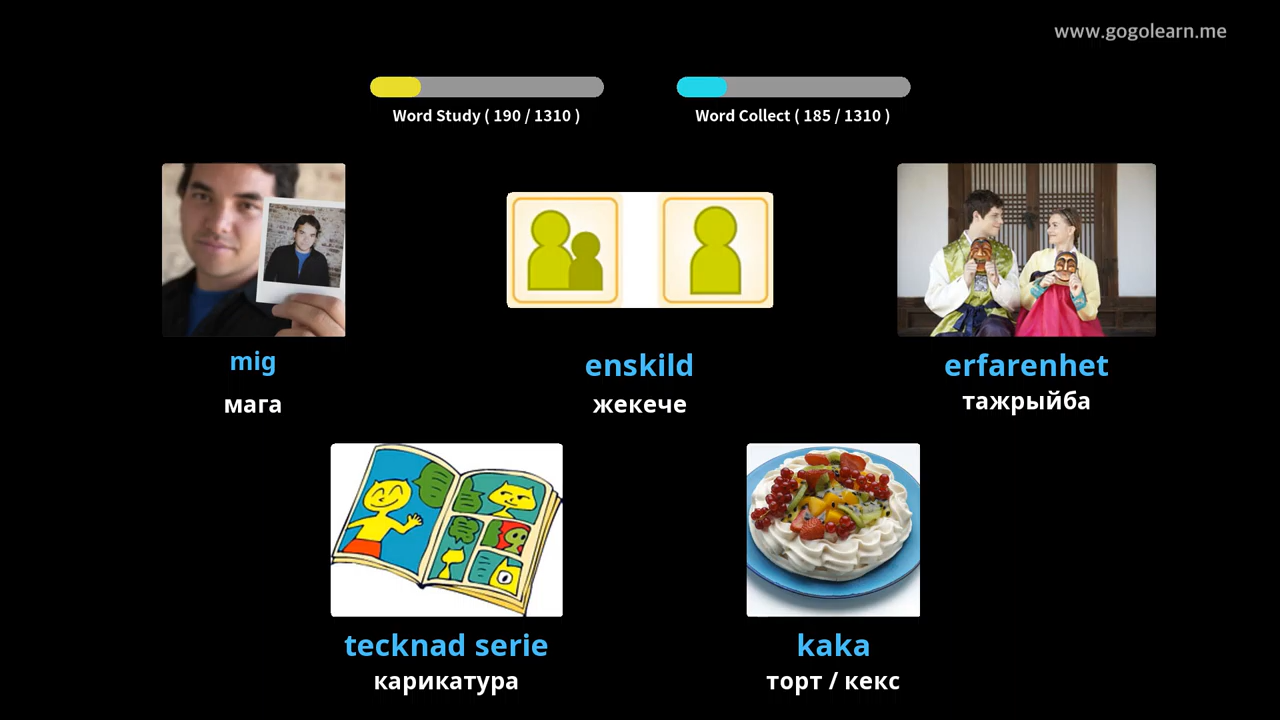 www.gogolearn.me
Word Study ( 190 / 1310 )
Word Collect ( 185 / 1310 )
mig
мага
enskild
жекече
erfarenhet
тажрыйба
tecknad serie
карикатура
kaka
торт / кекс